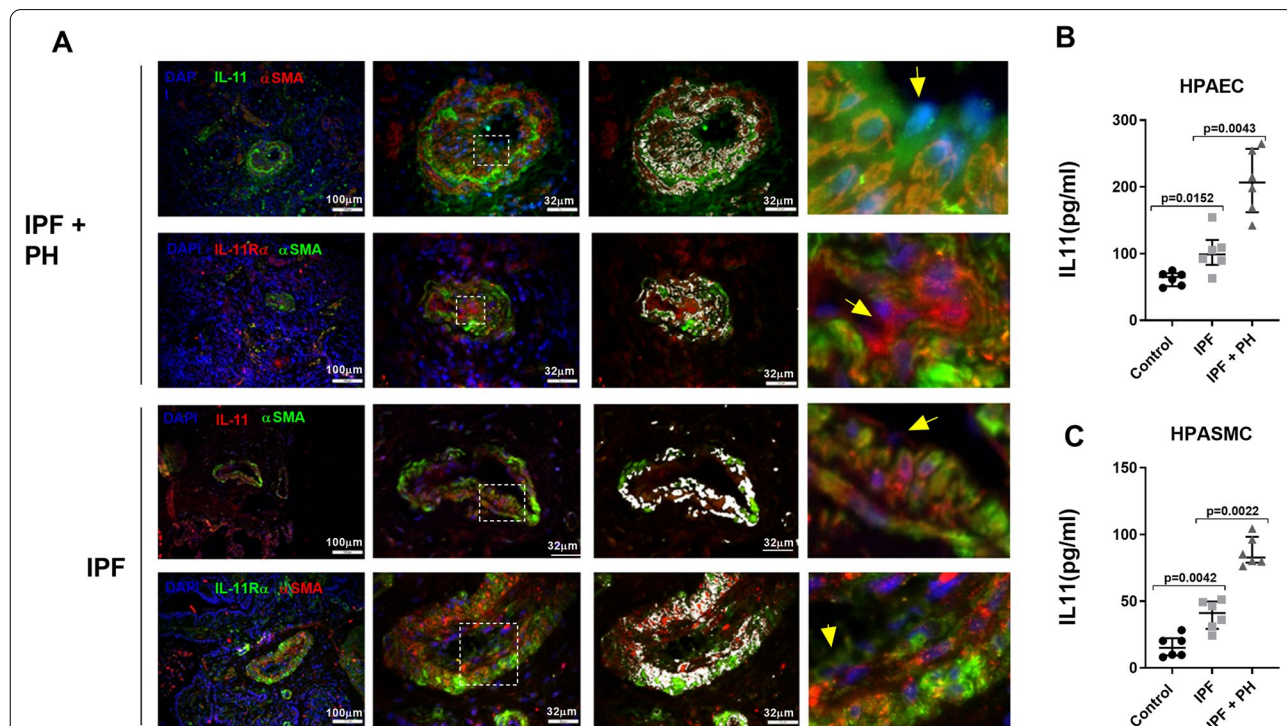 A
IPF +
PH
IPF
DAPI IL-11 αSMA
100µm
32µm
32µm
DAPI IL-11Rα αSMA
100µm
32µm
32µm
DAPI IL-11 αSMA
100µm
32µm
32µm
DAPI IL-11Rα αSMA
100µm
32µm
32µm
B
HPAEC
IL11(pg/ml)
300
200
100
0
p=0.0043
p=0.0152
Control
IPF
IPF + PH
C
HPASMC
IL11(pg/ml)
150
100
50
0
p=0.0022
p=0.0042
Control
IPF
IPF + PH